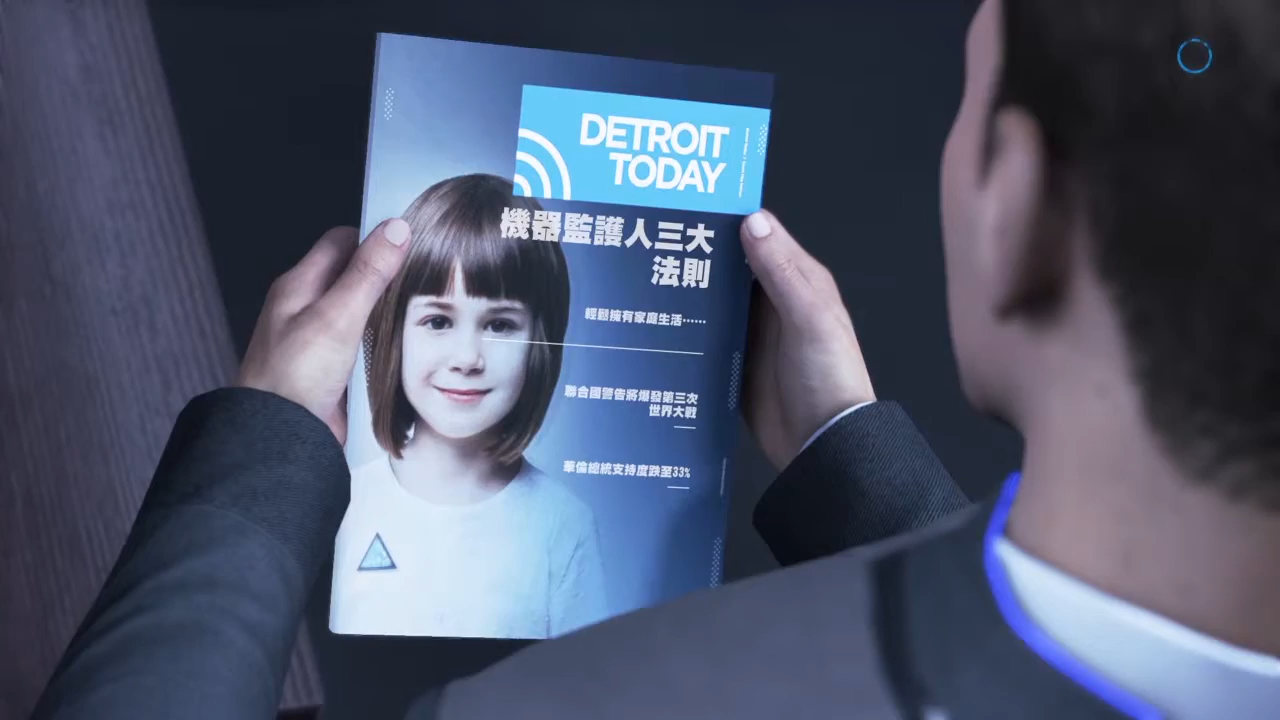 DETROIT
TODAY
機器監護人三大
法則
輕顧擁有家庭生活⋯⋯
聯合國警告將爆發第三次
世界大戰
華倫總統支持度跌至33%